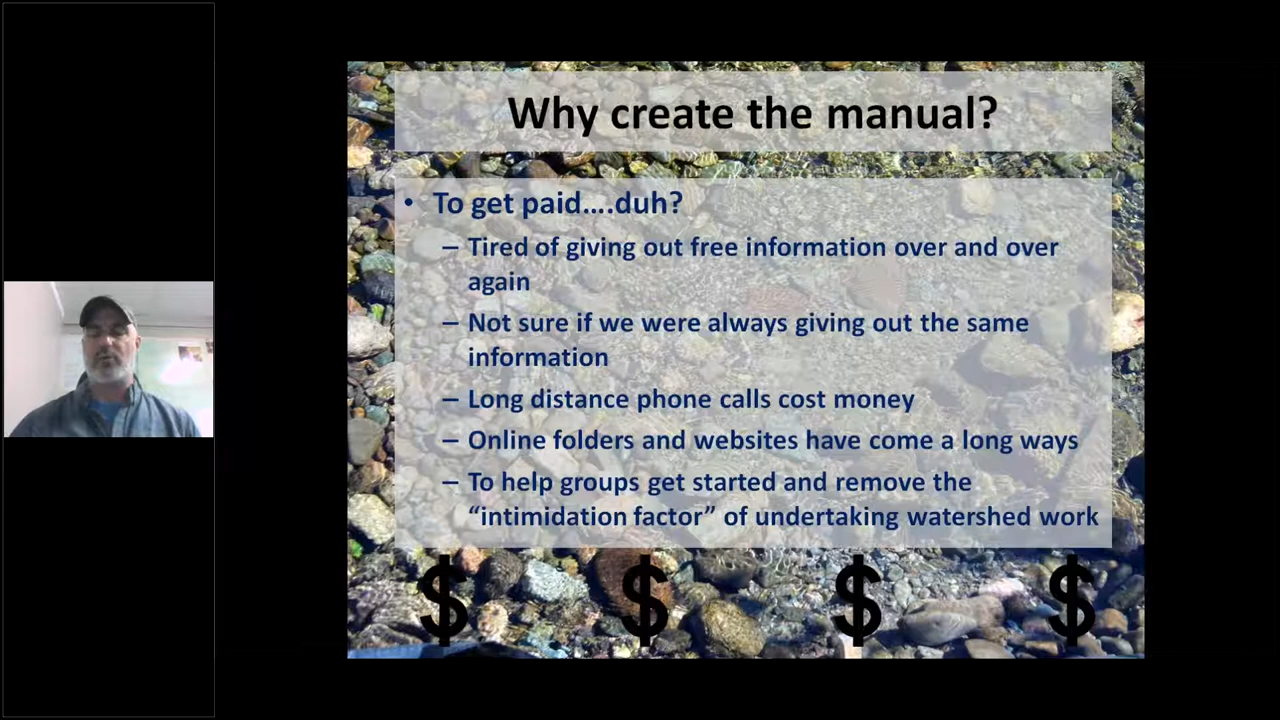 Why create the manual?
• To get paid....duh?
– Tired of giving out free information over and over
again
– Not sure if we were always giving out the same
information
– Long distance phone calls cost money
– Online folders and websites have come a long ways
– To help groups get started and remove the
“intimidation factor” of undertaking watershed work
$ $ $ $